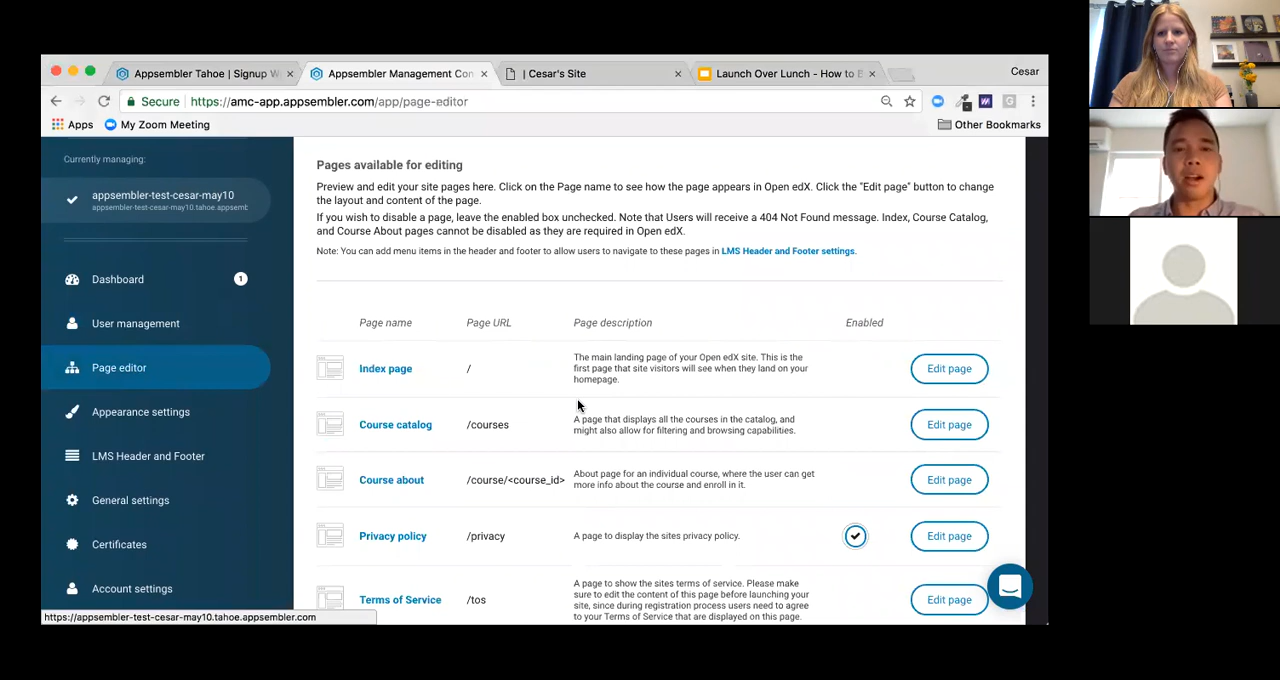 Appsembler Tahoe | Signup W
Appsembler Management Con
| Cesar's Site
Launch Over Lunch - How to E
Cesar
Secure
https://amc-app.appsembler.com/app/page-editor
Apps
My Zoom Meeting
Other Bookmarks
Currently managing:
appsembler-test-cesar-may10
appsembler-test-cesar-may10.tahoe.appsemb
Dashboard
1
User management
Page editor
Appearance settings
LMS Header and Footer
General settings
Certificates
Account settings
https://appsembler-test-cesar-may10.tahoe.appsembler.com
Pages available for editing
Preview and edit your site pages here. Click on the Page name to see how the page appears in Open edX. Click the "Edit page" button to change
the layout and content of the page.
If you wish to disable a page, leave the enabled box unchecked. Note that Users will receive a 404 Not Found message. Index, Course Catalog,
and Course About pages cannot be disabled as they are required in Open edX.
Note: You can add menu items in the header and footer to allow users to navigate to these pages in LMS Header and Footer settings.
Page name
Page URL
Page description
Enabled
Index page
/
The main landing page of your Open edX site. This is the
first page that site visitors will see when they land on your
homepage.
Edit page
Course catalog
/courses
A page that displays all the courses in the catalog, and
might also allow for filtering and browsing capabilities.
Edit page
Course about
/course/<course_id>
About page for an individual course, where the user can get
more info about the course and enroll in it.
Edit page
Privacy policy
/privacy
A page to display the sites privacy policy.
Edit page
Terms of Service
/tos
A page to show the sites terms of service. Please make
sure to edit the content of this page before launching your
site, since during registration process users need to agree
to your Terms of Service that are displayed on this page.
Edit page